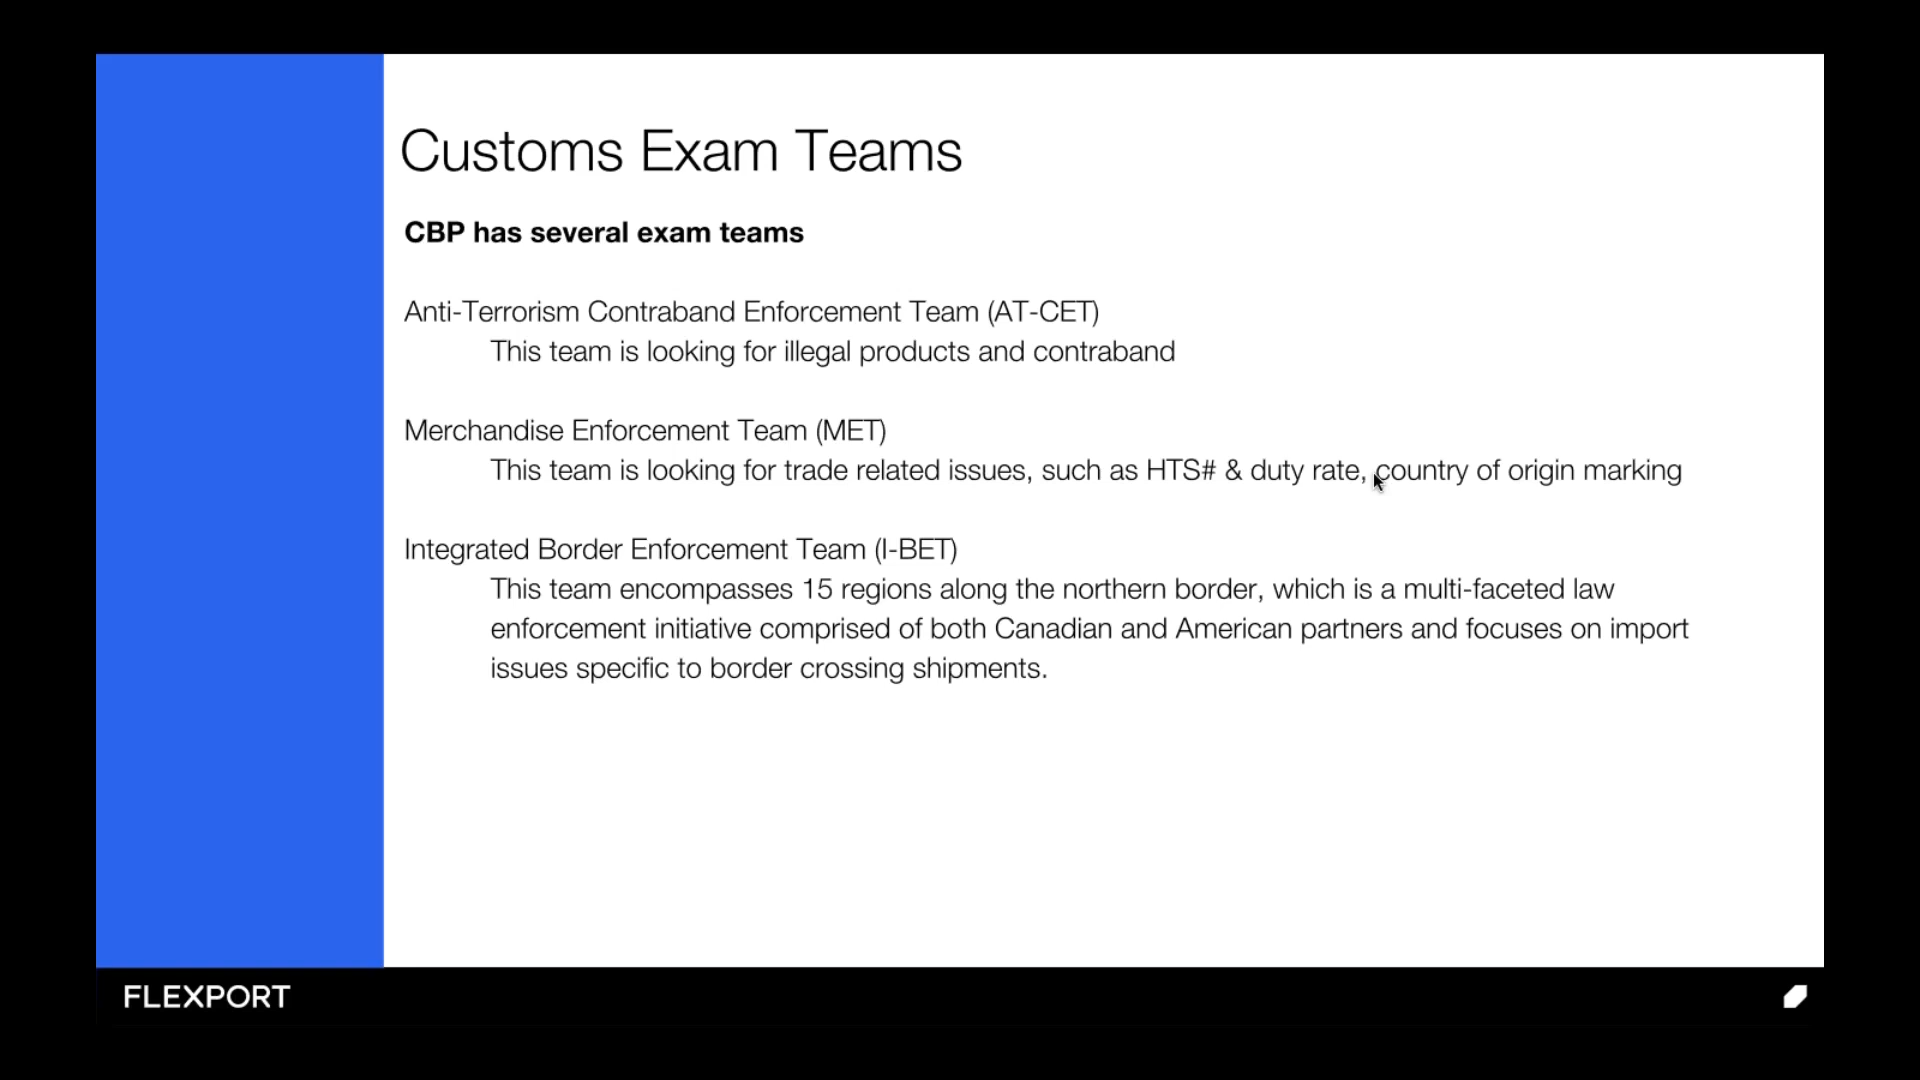 Customs Exam Teams
CBP has several exam teams
Anti-Terrorism Contraband Enforcement Team (AT-CET)
This team is looking for illegal products and contraband
Merchandise Enforcement Team (MET)
This team is looking for trade related issues, such as HTS# & duty rate, country of origin marking
Integrated Border Enforcement Team (I-BET)
This team encompasses 15 regions along the northern border, which is a multi-faceted law
enforcement initiative comprised of both Canadian and American partners and focuses on import
issues specific to border crossing shipments.
FLEXPORT